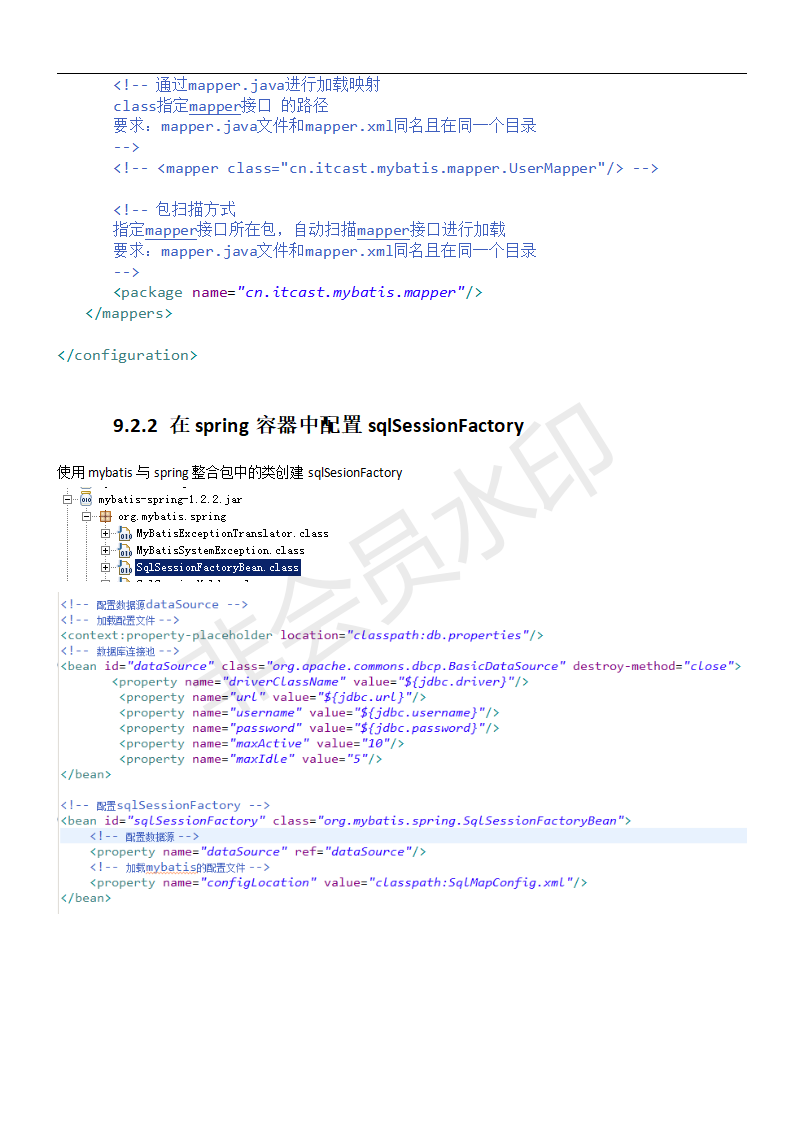 <!-- 通过mapper.java进行加载映射
class指定mapper接口 的路径
要求：mapper.java文件和mapper.xml同名且在同一个目录
-->
<!-- <mapper class="cn.itcast.mybatis.mapper.UserMapper"/> -->
<!-- 包扫描方式
指定mapper接口所在包，自动扫描mapper接口进行加载
要求：mapper.java文件和mapper.xml同名且在同一个目录
-->
<package name="cn.itcast.mybatis.mapper"/>
</mappers>
</configuration>
9.2.2 在 spring 容器中配置 sqlSessionFactory
使用 mybatis 与 spring 整合包中的类创建 sqlSesionFactory
mybatis-spring-1.2.2.jar
org.mybatis.spring
MyBatisExceptionTranslator.class
MyBatisSystemException.class
SqlSessionFactoryBean.class
<!-- 配置数据源dataSource -->
<!-- 加载配置文件 -->
<context:property-placeholder location="classpath:db.properties"/>
<!-- 数据库连接池 -->
<bean id="dataSource" class="org.apache.commons.dbcp.BasicDataSource" destroy-method="close">
<property name="driverClassName" value="${jdbc.driver}"/>
<property name="url" value="${jdbc.url}"/>
<property name="username" value="${jdbc.username}"/>
<property name="password" value="${jdbc.password}"/>
<property name="maxActive" value="10"/>
<property name="maxIdle" value="5"/>
</bean>
<!-- 配置sqlSessionFactory -->
<bean id="sqlSessionFactory" class="org.mybatis.spring.SqlSessionFactoryBean">
<!-- 配置数据源 -->
<property name="dataSource" ref="dataSource"/>
<!-- 加载mybatis的配置文件 -->
<property name="configLocation" value="classpath:SqlMapConfig.xml"/>
</bean>
非会员水印